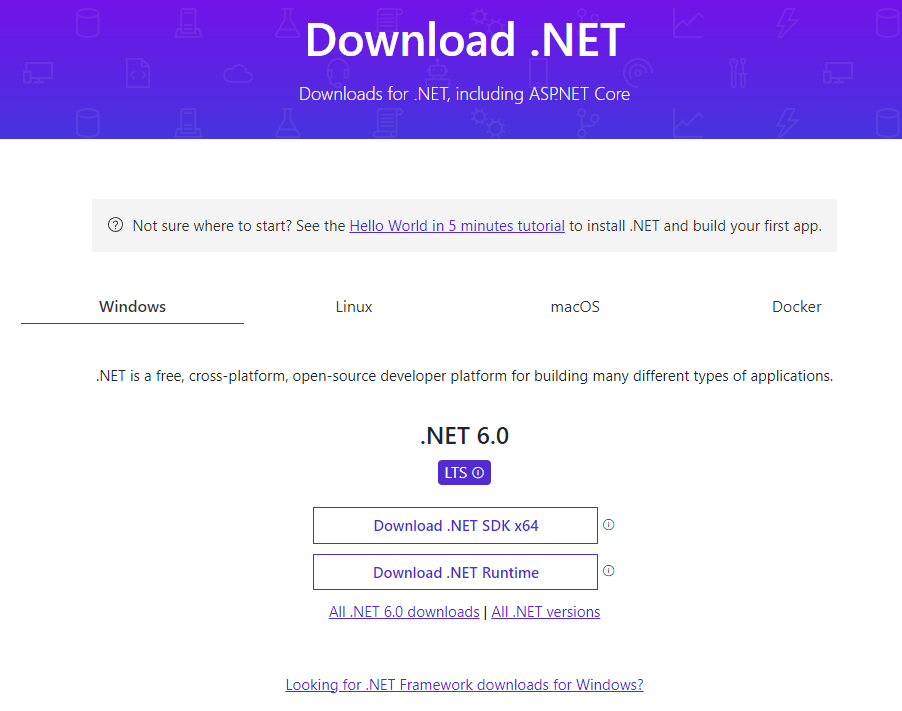 Download .NET
Downloads for .NET, including ASP.NET Core
Not sure where to start? See the Hello World in 5 minutes tutorial to install .NET and build your first app.
Windows
Linux
macOS
Docker
.NET is a free, cross-platform, open-source developer platform for building many different types of applications.
.NET 6.0
LTS
Download .NET SDK x64
Download .NET Runtime
All .NET 6.0 downloads | All .NET versions
Looking for .NET Framework downloads for Windows?